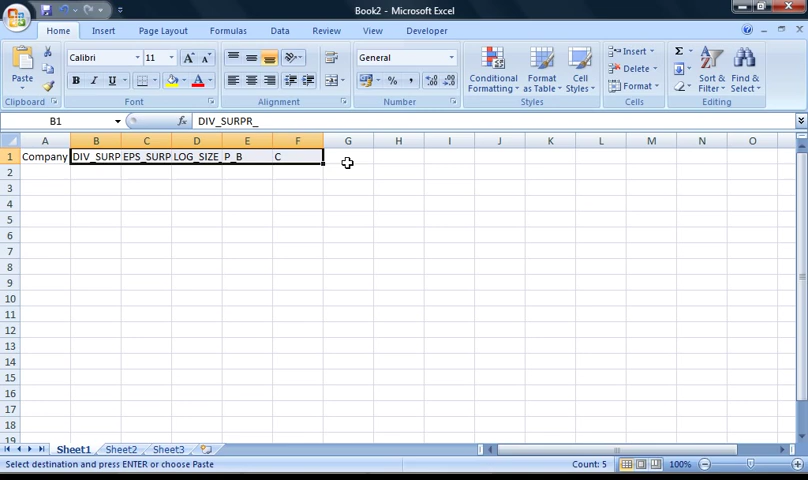 Book2 - Microsoft Excel
Home Insert Page Layout Formulas Data Review View Developer
Calibri 11 A A General Insert Σ
Paste B I U A $ % , Conditional Formatting Format as Table Cell Styles Delete Format Sort & Filter Find & Select
Clipboard Font Alignment Number Styles Cells Editing
B1 fx DIV_SURPR_
A B C D E F G H I J K L M N O
1 Company DIV_SURP EPS_SURP LOG_SIZE_ P_B C
2
3
4
5
6
7
8
9
10
11
12
13
14
15
16
17
18
19
Sheet1 Sheet2 Sheet3
Select destination and press ENTER or choose Paste Count: 5 100%